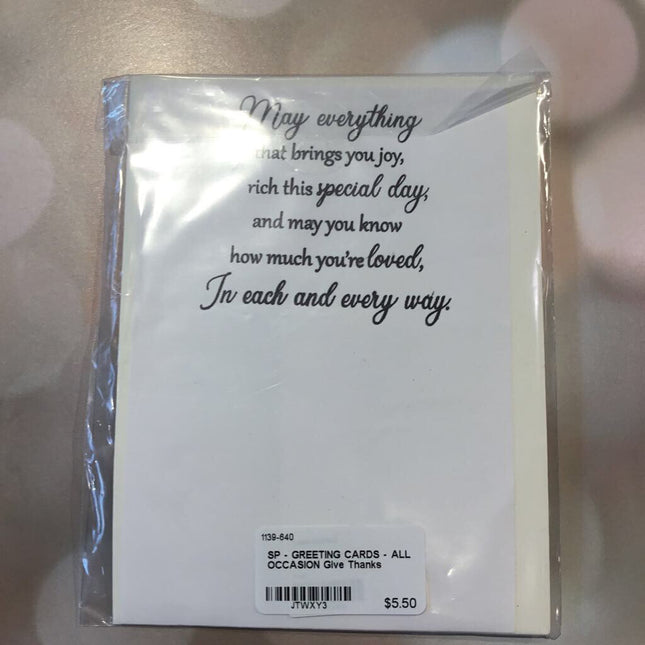 May everything
that brings you joy,
rich this special day,
and may you know
how much you're loved,
In each and every way.
1139-640
SP - GREETING CARDS - ALL
OCCASION Give Thanks
JTWXY3
$5.50